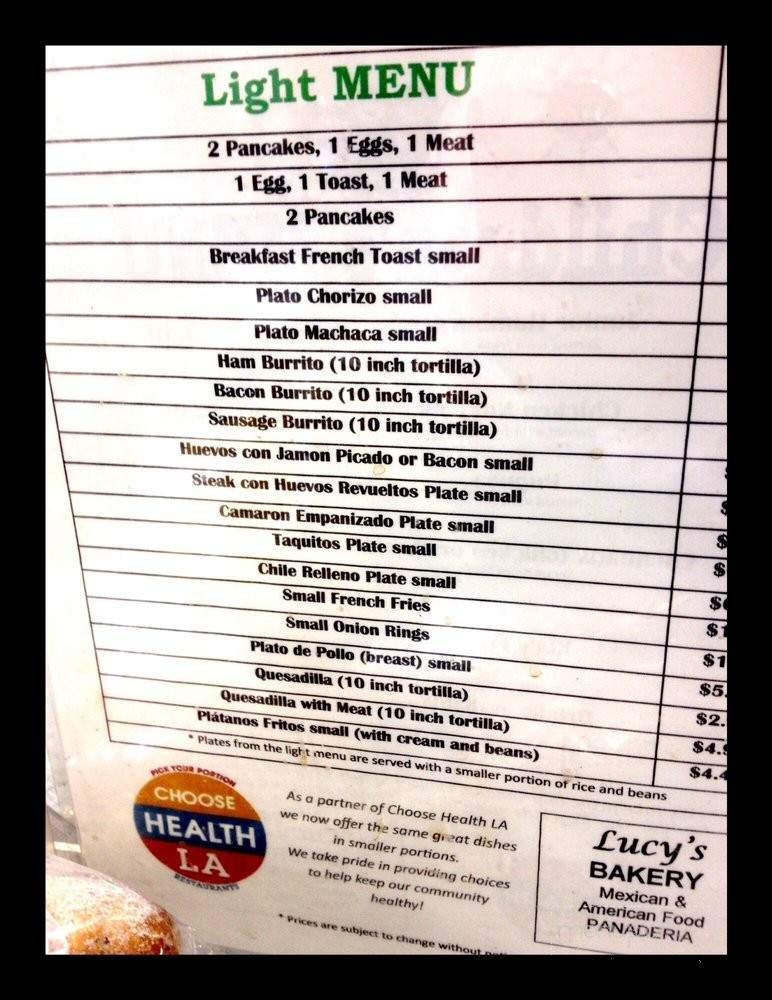 Light MENU
2 Pancakes, 1 Eggs, 1 Meat
1 Egg, 1 Toast, 1 Meat
2 Pancakes
Breakfast French Toast small
Plato Chorizo small
Plato Machaca small
Ham Burrito (10 inch tortilla)
Bacon Burrito (10 inch tortilla)
Sausage Burrito (10 inch tortilla)
Huevos con Jamon Picado or Bacon small
Steak con Huevos Revueltos Plate small
Camaron Empanizado Plate small $
Taquitos Plate small $
Chile Relleno Plate small
Small French Fries $1
Small Onion Rings $1
Plato de Pollo (breast) small $5.
Quesadilla (10 inch tortilla) $2.
Quesadilla with Meat (10 inch tortilla) $4.9
Plátanos Fritos small (with cream and beans) $4.4
* Plates from the light menu are served with a smaller portion of rice and beans
PICK YOUR PORTION
CHOOSE
HEALTH
LA
RESTAURANTS
As a partner of Choose Health LA
we now offer the same great dishes
in smaller portions.
We take pride in providing choices
to help keep our community
healthy!
* Prices are subject to change without
Lucy's
BAKERY
Mexican &
American Food
PANADERIA